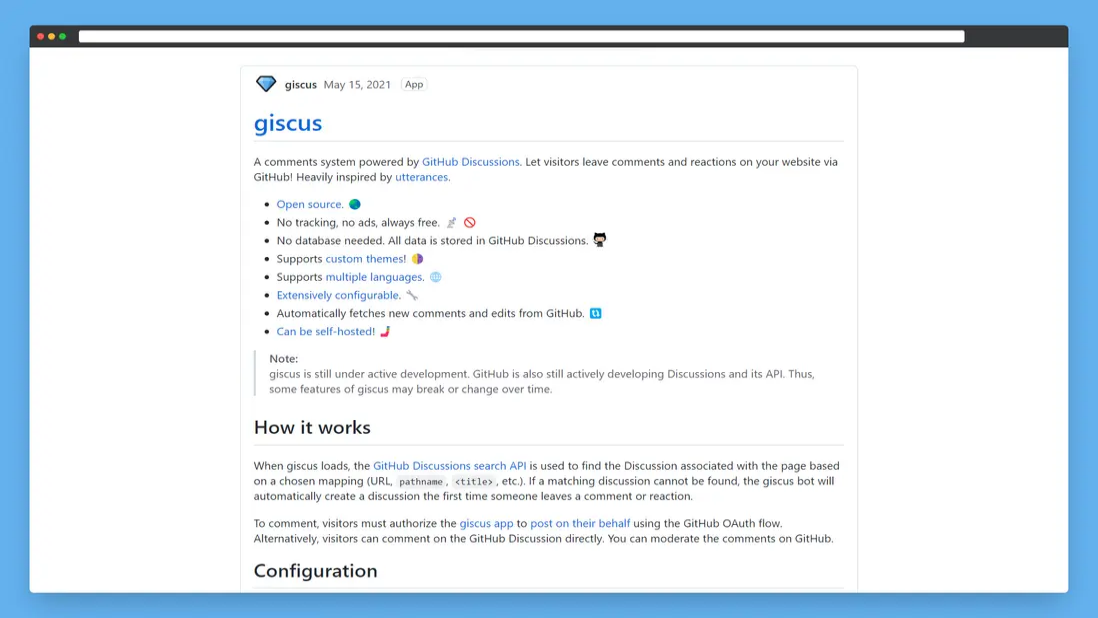 giscus May 15, 2021 App
giscus
A comments system powered by GitHub Discussions. Let visitors leave comments and reactions on your website via
GitHub! Heavily inspired by utterances.
Open source.
No tracking, no ads, always free.
No database needed. All data is stored in GitHub Discussions.
Supports custom themes!
Supports multiple languages.
Extensively configurable.
Automatically fetches new comments and edits from GitHub.
Can be self-hosted!
Note:
giscus is still under active development. GitHub is also still actively developing Discussions and its API. Thus,
some features of giscus may break or change over time.
How it works
When giscus loads, the GitHub Discussions search API is used to find the Discussion associated with the page based
on a chosen mapping (URL, pathname, <title>, etc.). If a matching discussion cannot be found, the giscus bot will
automatically create a discussion the first time someone leaves a comment or reaction.
To comment, visitors must authorize the giscus app to post on their behalf using the GitHub OAuth flow.
Alternatively, visitors can comment on the GitHub Discussion directly. You can moderate the comments on GitHub.
Configuration